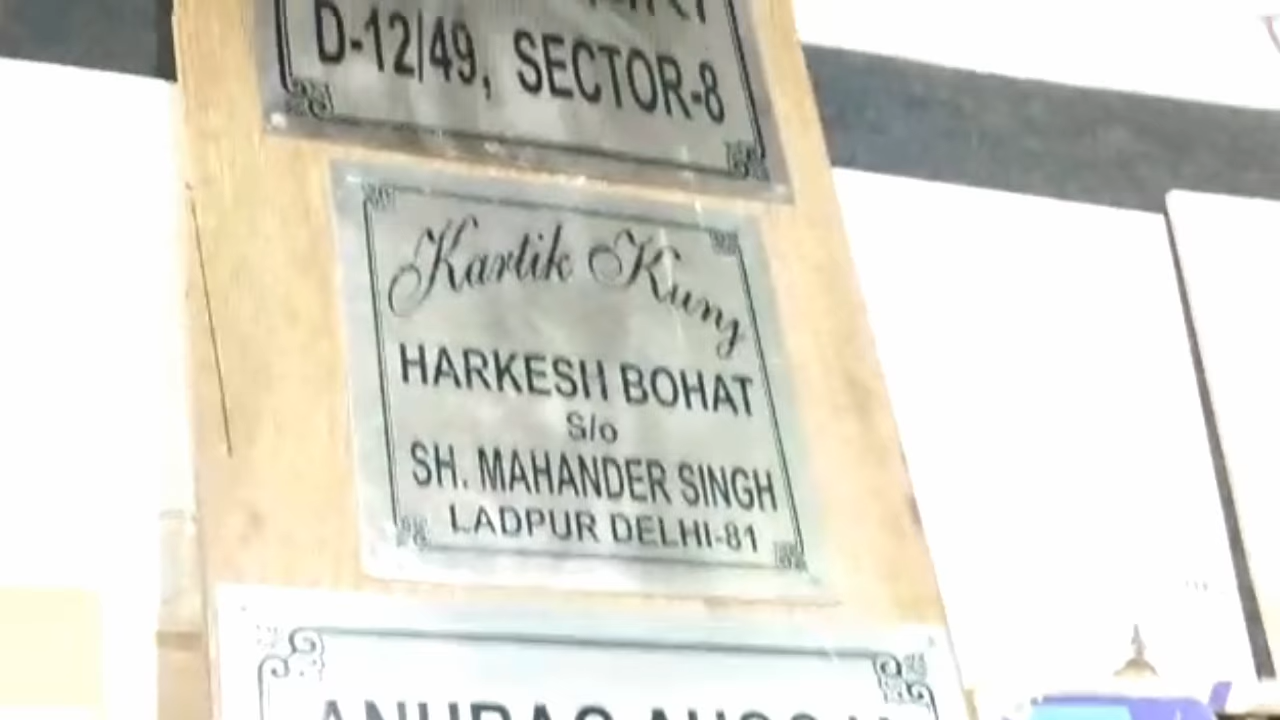 D-12/49, SECTOR-8
Kartik Kunj
HARKESH BOHAT
S/o
SH. MAHANDER SINGH
LADPUR DELHI-81